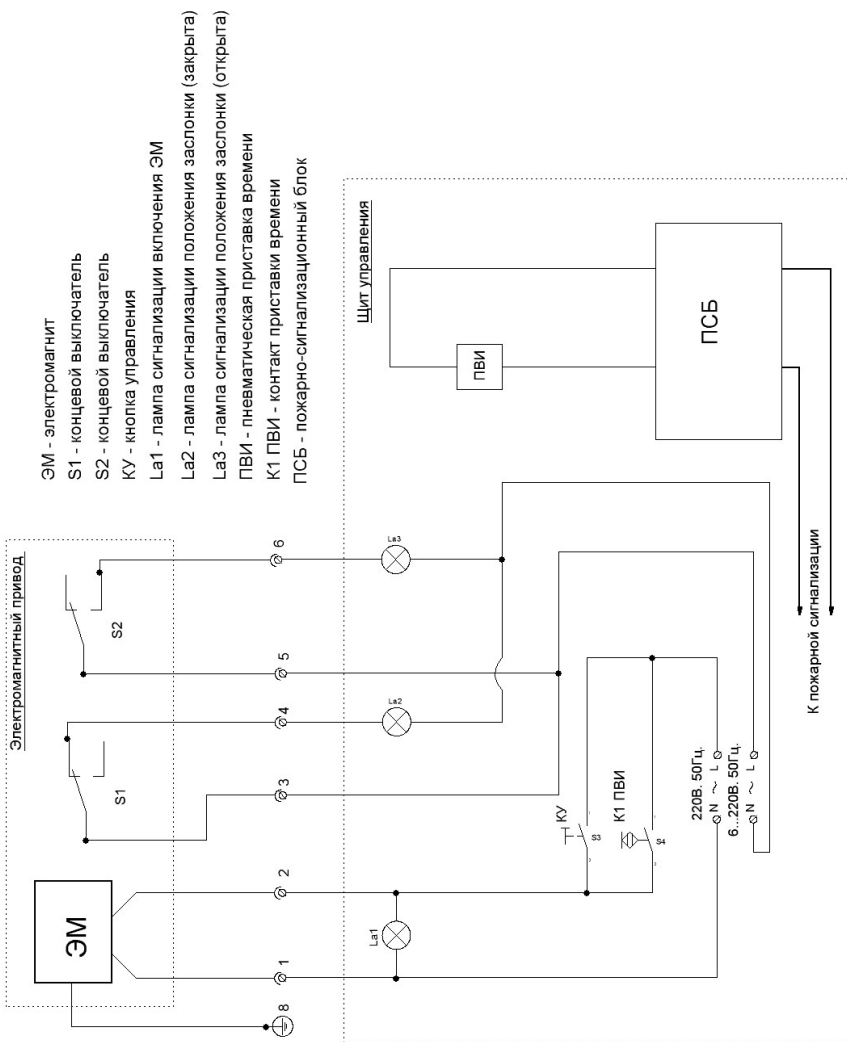 ЭМ - электромагнит
S1 - концевой выключатель
S2 - концевой выключатель
КУ - кнопка управления
La1 - лампа сигнализации включения ЭМ
La2 - лампа сигнализации положения заслонки (закрыта)
La3 - лампа сигнализации положения заслонки (открыта)
ПВИ - пневматическая приставка времени
К1 ПВИ - контакт приставки времени
ПСБ - пожарно-сигнализационный блок
Электромагнитный привод
ЭМ
S1
S2
8
1
2
3
4
5
6
La1
La2
La3
Щит управления
КУ
S3
К1 ПВИ
S4
220В. 50Гц.
N ~ L
6...220В. 50Гц.
N ~ L
ПВИ
ПСБ
К пожарной сигнализации